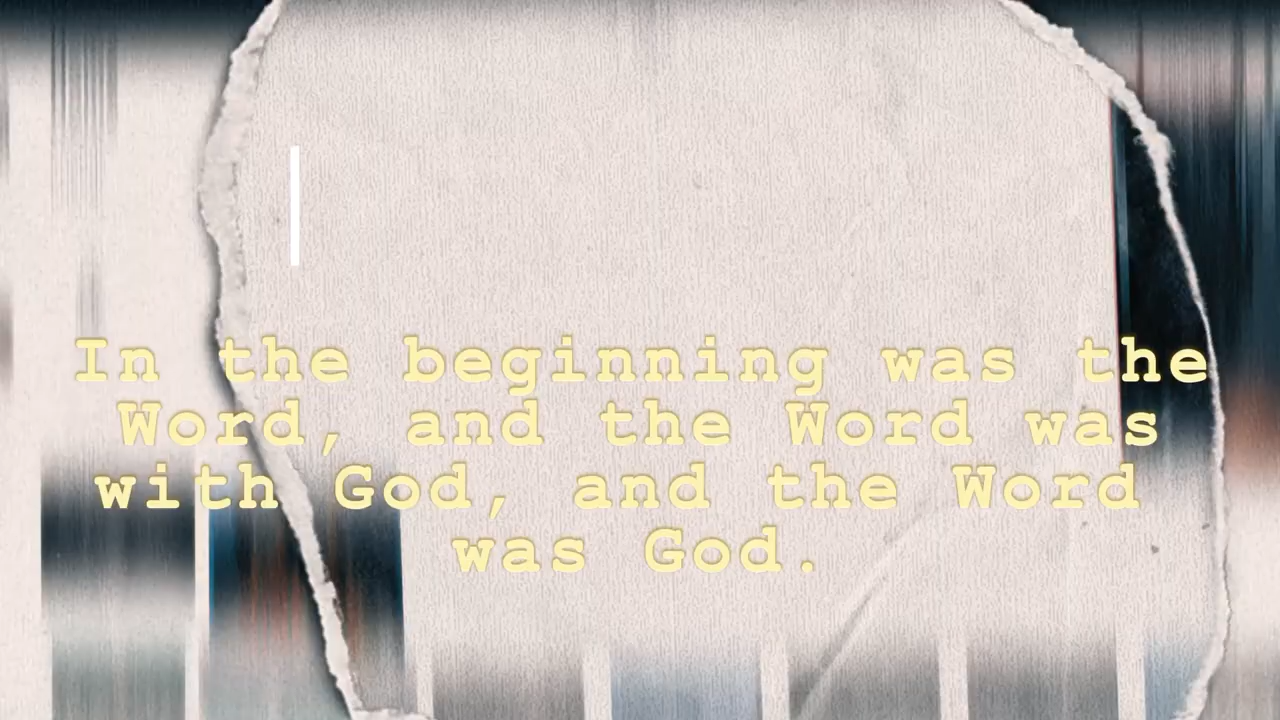 In the beginning was the
Word, and the Word was
with God, and the Word
was God.